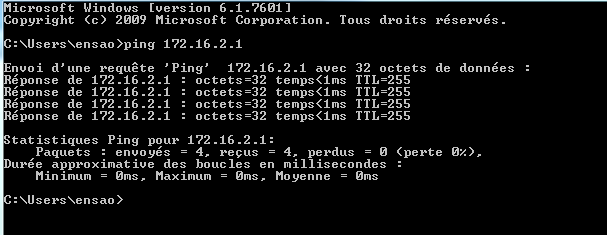 Microsoft Windows [version 6.1.7601]
Copyright (c) 2009 Microsoft Corporation. Tous droits réservés.
C:\Users\ensao>ping 172.16.2.1
Envoi d'une requête 'Ping'  172.16.2.1 avec 32 octets de données :
Réponse de 172.16.2.1 : octets=32 temps<1ms TTL=255
Réponse de 172.16.2.1 : octets=32 temps<1ms TTL=255
Réponse de 172.16.2.1 : octets=32 temps<1ms TTL=255
Réponse de 172.16.2.1 : octets=32 temps<1ms TTL=255
Statistiques Ping pour 172.16.2.1:
    Paquets : envoyés = 4, reçus = 4, perdus = 0 (perte 0%),
Durée approximative des boucles en millisecondes :
    Minimum = 0ms, Maximum = 0ms, Moyenne = 0ms
C:\Users\ensao>